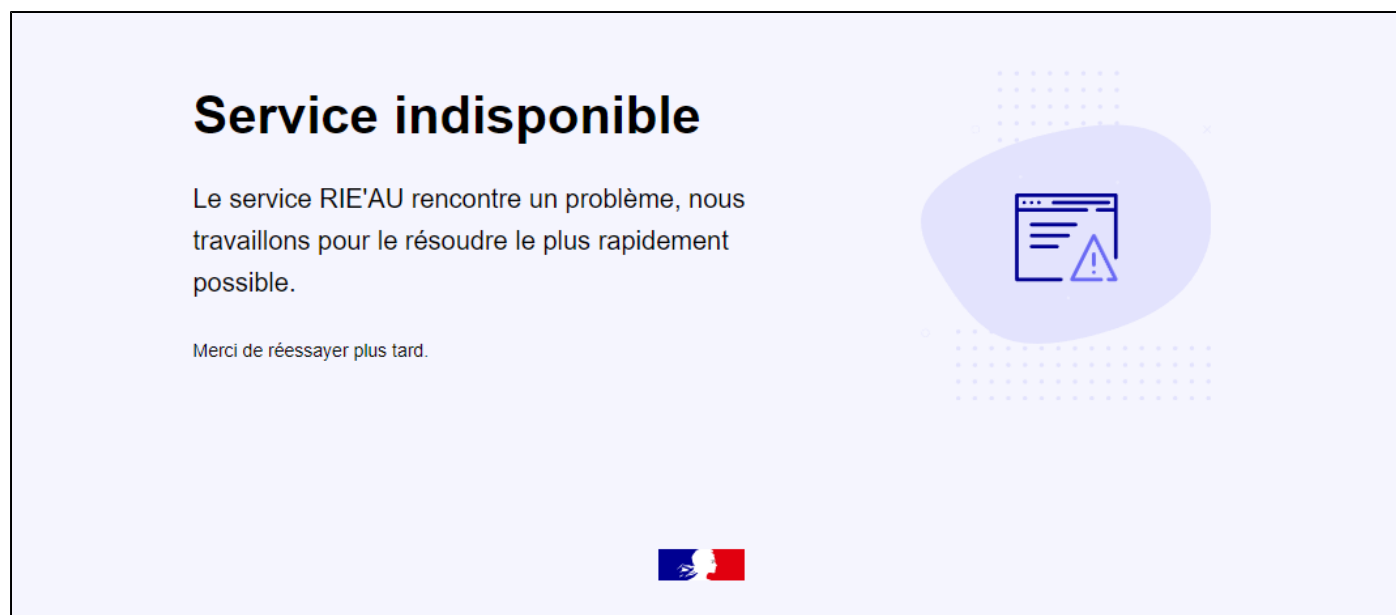 Service indisponible
Le service RIE'AU rencontre un problème, nous
travaillons pour le résoudre le plus rapidement
possible.
Merci de réessayer plus tard.